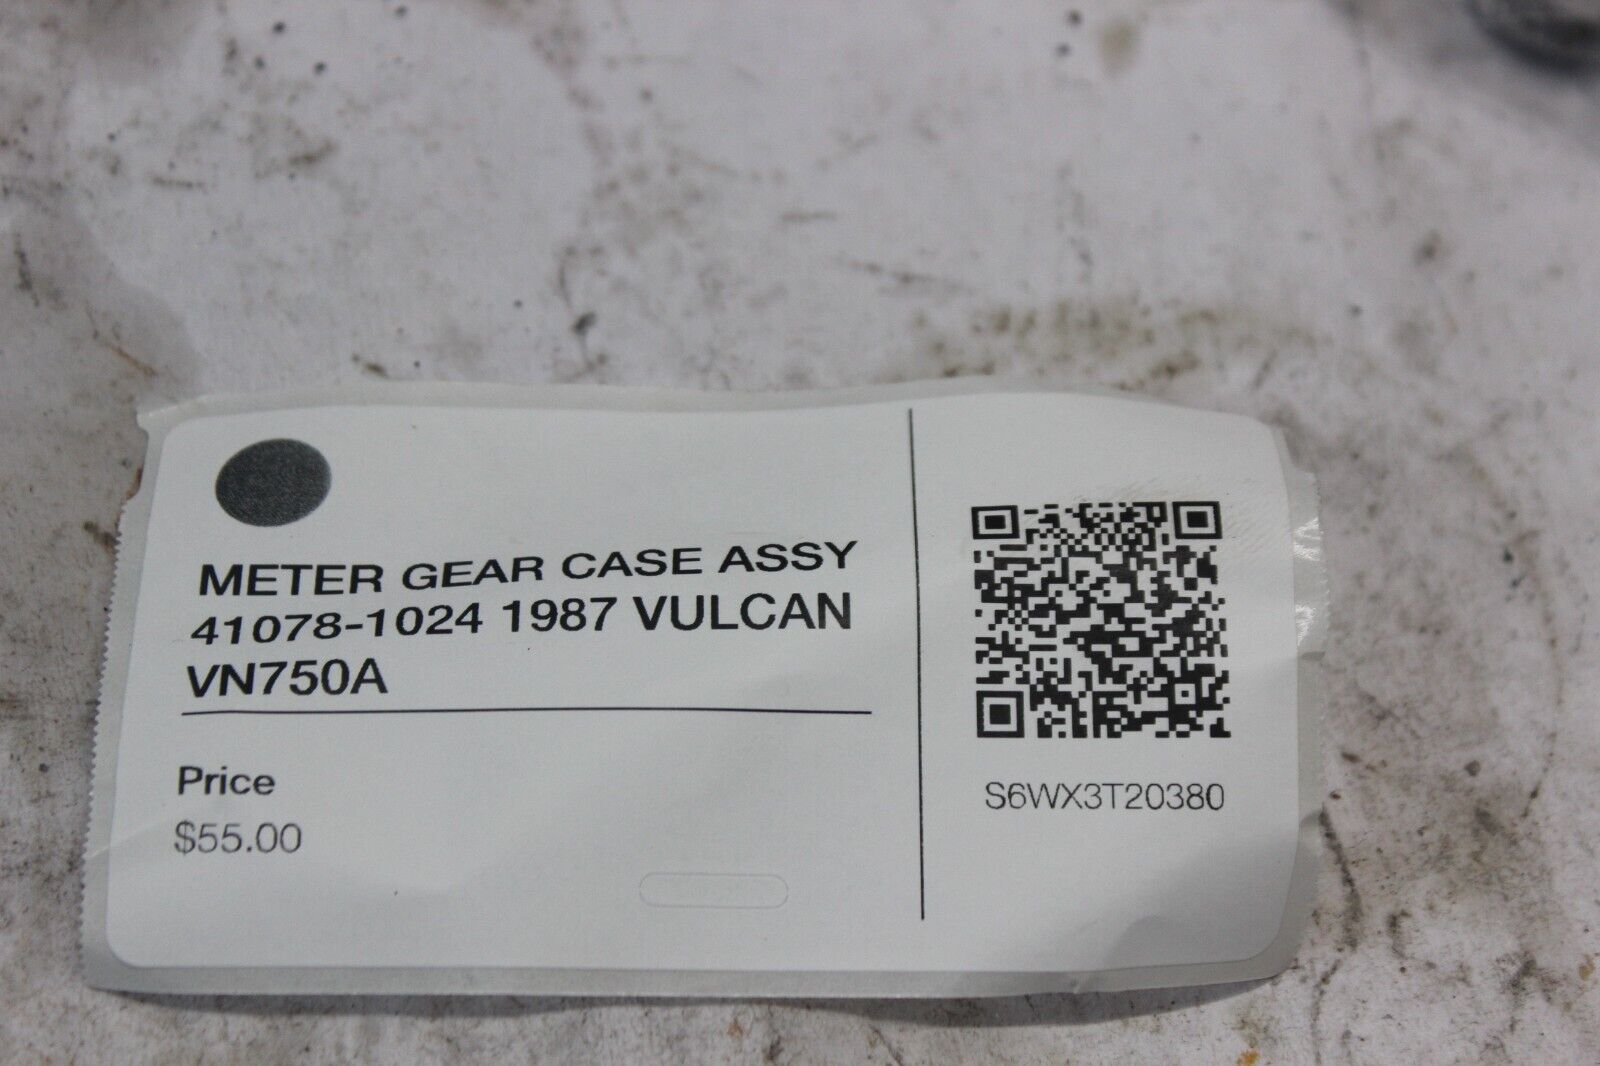 METER GEAR CASE ASSY
41078-1024 1987 VULCAN
VN750A
Price
$55.00
S6WX3T20380